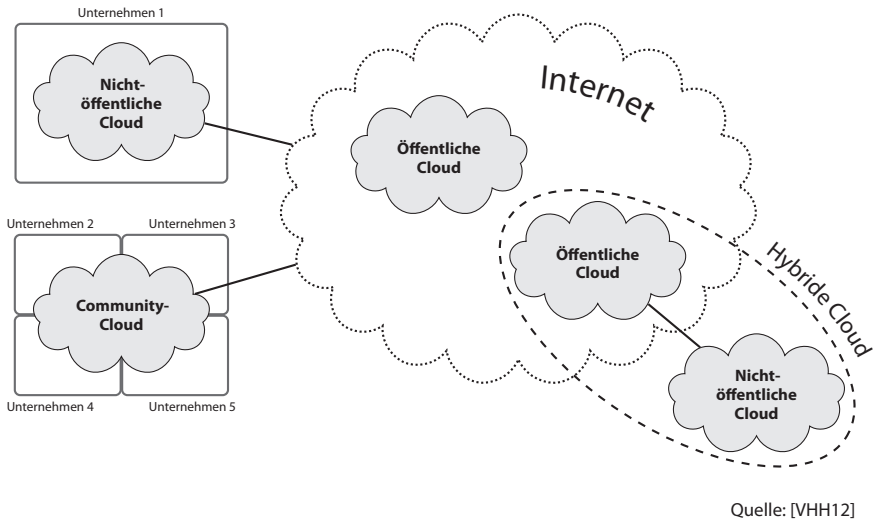 Unternehmen 1
Nicht-
öffentliche
Cloud
Internet
Öffentliche
Cloud
Unternehmen 2
Unternehmen 3
Community-
Cloud
Unternehmen 4
Unternehmen 5
Öffentliche
Cloud
Hybride Cloud
Nicht-
öffentliche
Cloud
Quelle: [VHH12]